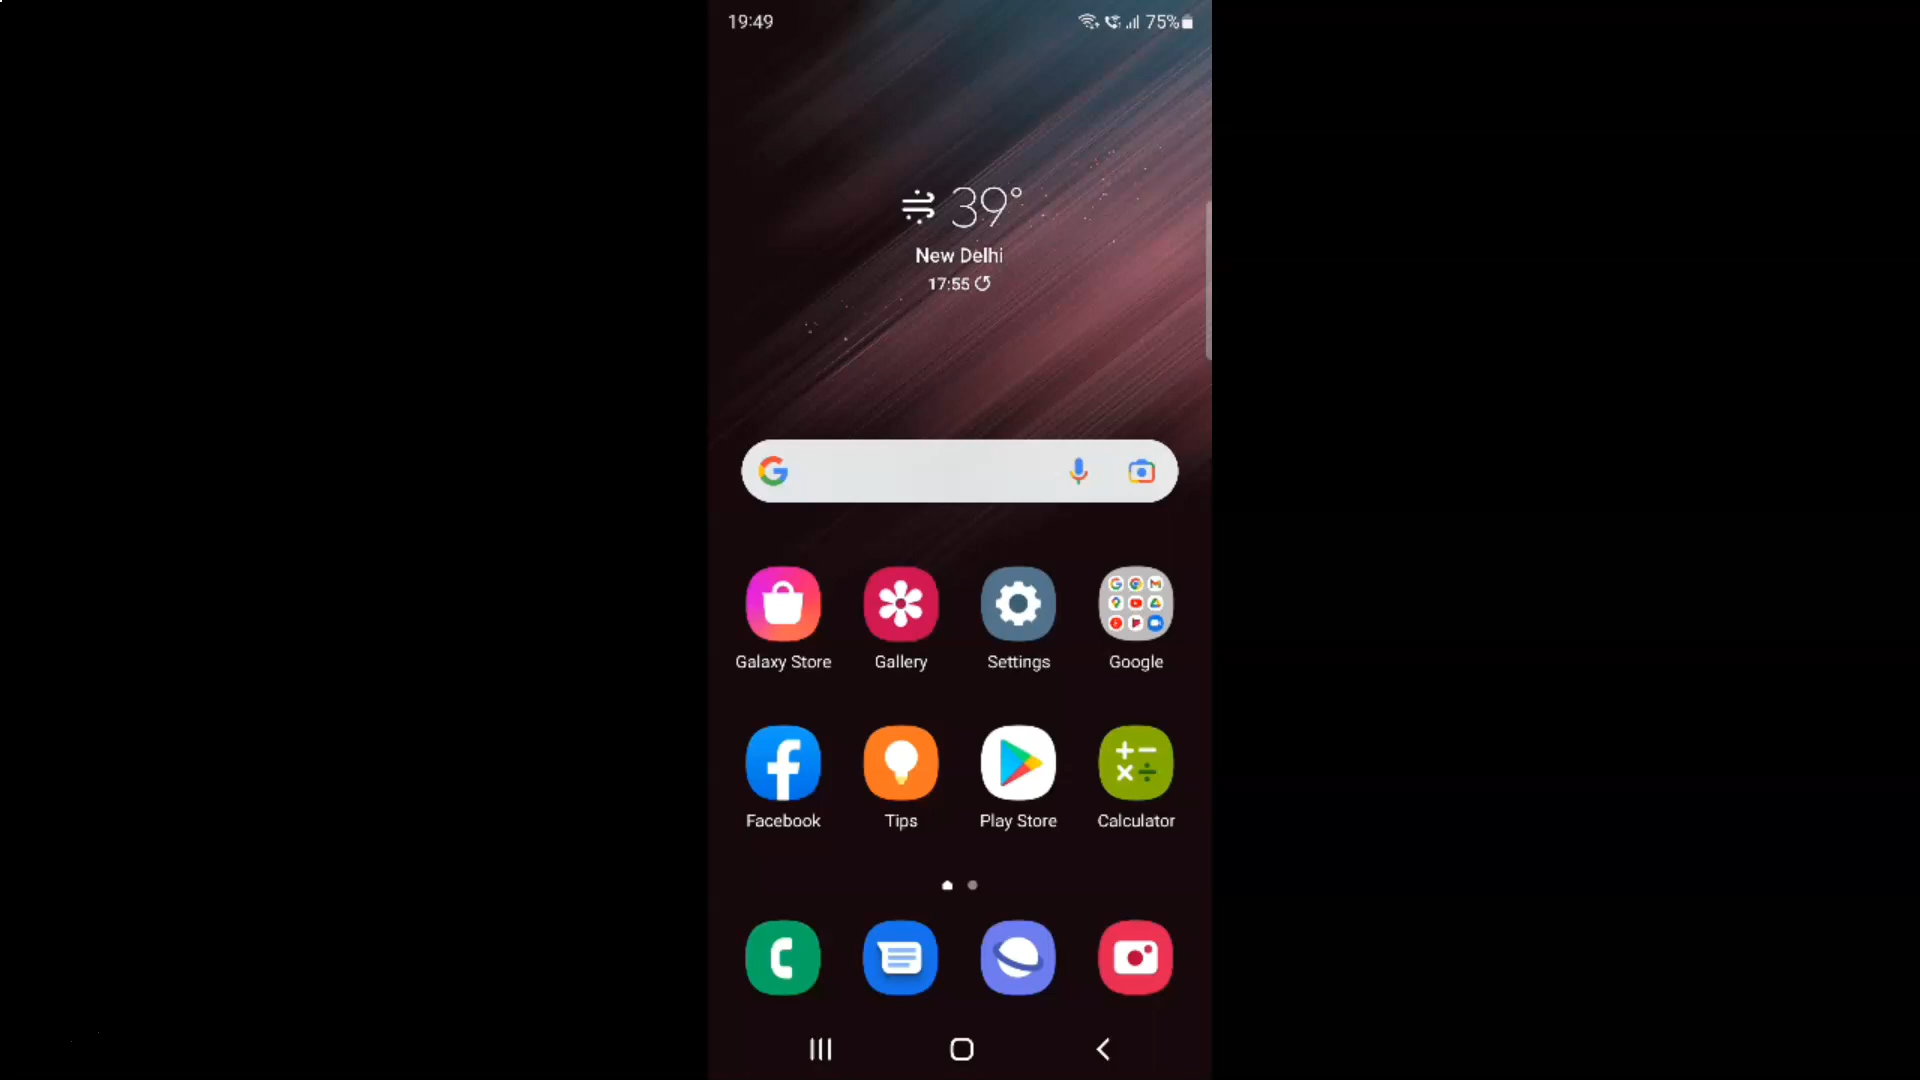 19:49
75%
39°
New Delhi
17:55
Galaxy Store
Gallery
Settings
Google
Facebook
Tips
Play Store
Calculator